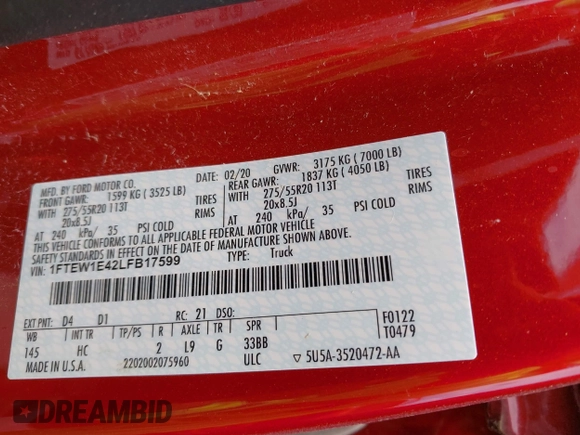 MFD. BY FORD MOTOR CO.
DATE: 02/20 GVWR: 3175 KG ( 7000 LB)
FRONT GAWR: 1599 KG ( 3525 LB)
REAR GAWR: 1837 KG ( 4050 LB)
WITH 275/55R20 113T TIRES
WITH 275/55R20 113T TIRES
20x8.5J RIMS
20x8.5J RIMS
AT 240 kPa/ 35 PSI COLD
AT 240 kPa/ 35 PSI COLD
THIS VEHICLE CONFORMS TO ALL APPLICABLE FEDERAL MOTOR VEHICLE
SAFETY STANDARDS IN EFFECT ON THE DATE OF MANUFACTURE SHOWN ABOVE.
VIN: 1FTEW1E42LFB17599
TYPE: Truck
EXT PNT: D4 D1 RC: 21 DSO:
WB INT TR TP/PS R AXLE TR SPR
145 HC 2 L9 G 33BB
F0122
T0479
MADE IN U.S.A. 2202002075960 ULC ▽ 5U5A-3520472-AA
DREAMBID